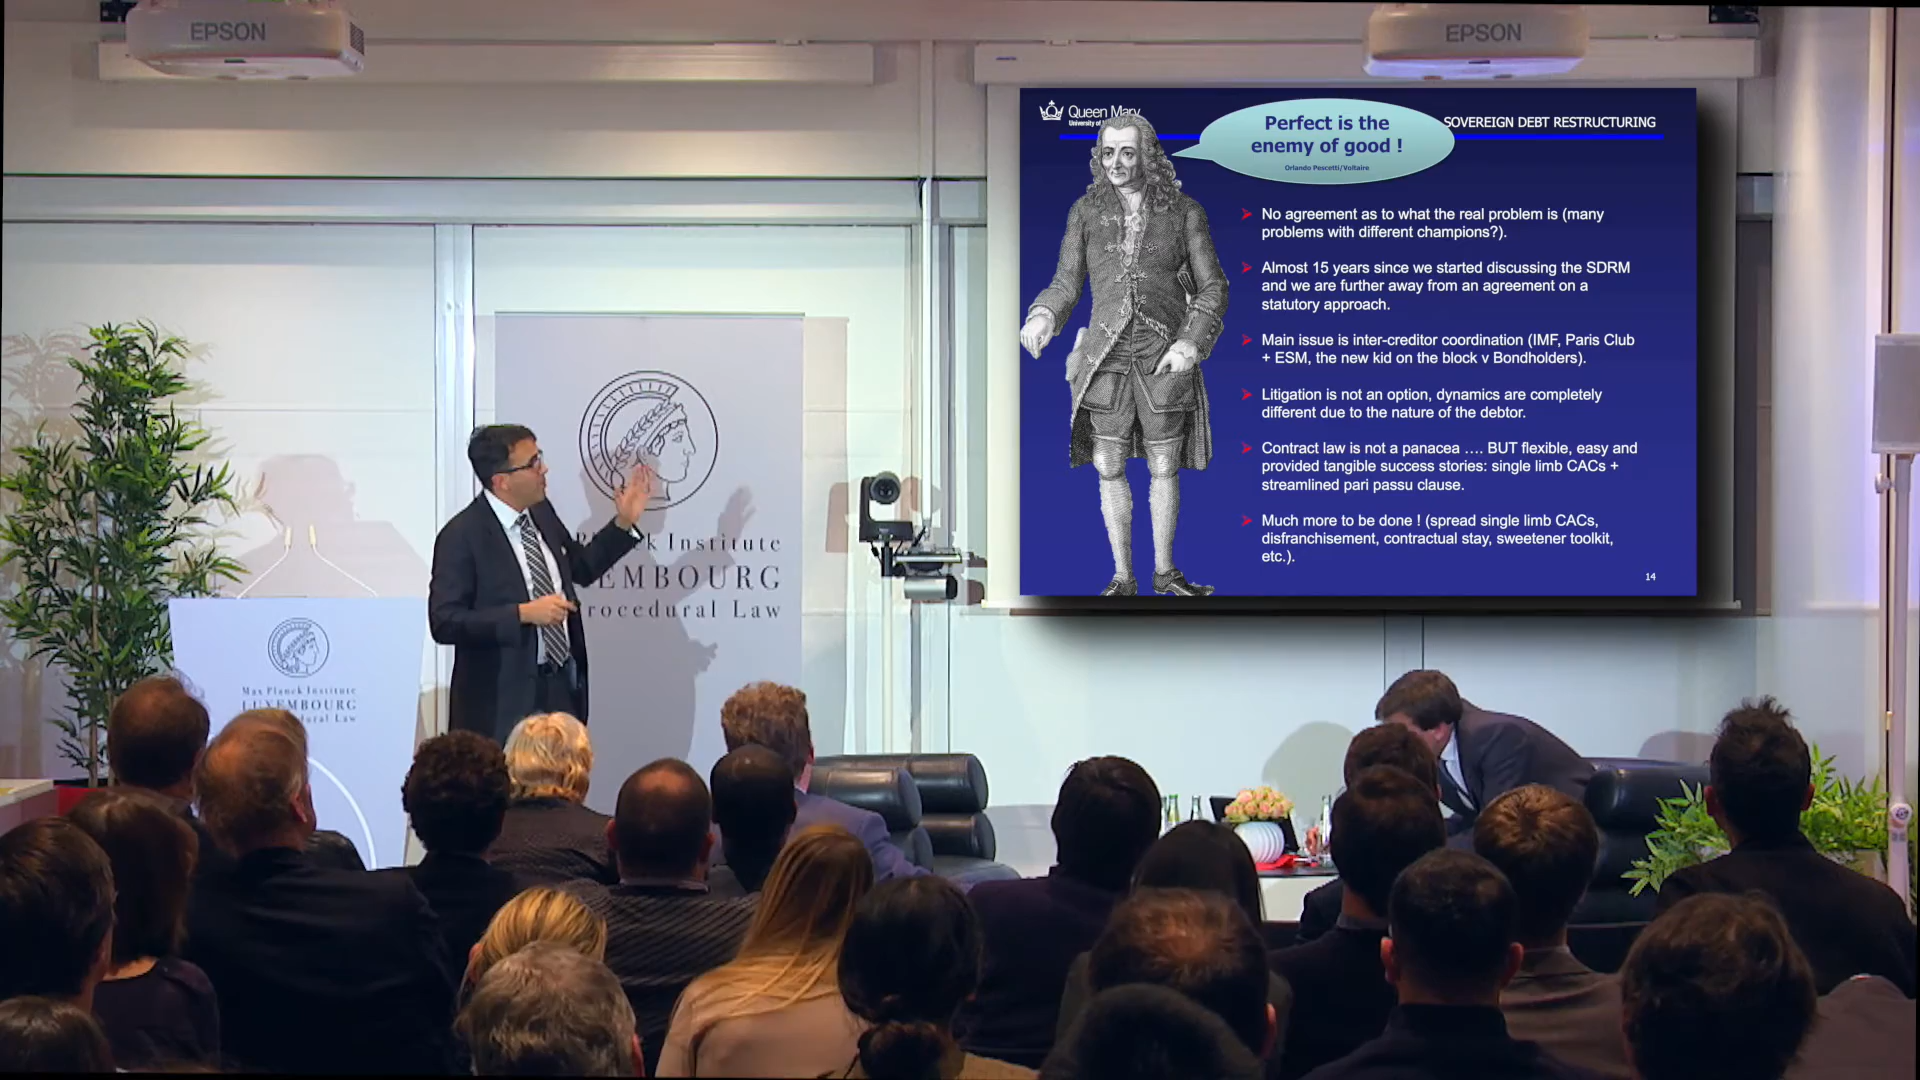 EPSON
EPSON
Queen Mary
University of
SOVEREIGN DEBT RESTRUCTURING
Perfect is the
enemy of good !
Orlando Pescetti/Voltaire
No agreement as to what the real problem is (many
problems with different champions?).
Almost 15 years since we started discussing the SDRM
and we are further away from an agreement on a
statutory approach.
Main issue is inter-creditor coordination (IMF, Paris Club
+ ESM, the new kid on the block v Bondholders).
Litigation is not an option, dynamics are completely
different due to the nature of the debtor.
Contract law is not a panacea …. BUT flexible, easy and
provided tangible success stories: single limb CACs +
streamlined pari passu clause.
Much more to be done ! (spread single limb CACs,
disfranchisement, contractual stay, sweetener toolkit,
etc.).
14
Planck Institute
EMBOURG
rocedural Law
Max Planck Institute
LUXEMBOURG
dural Law